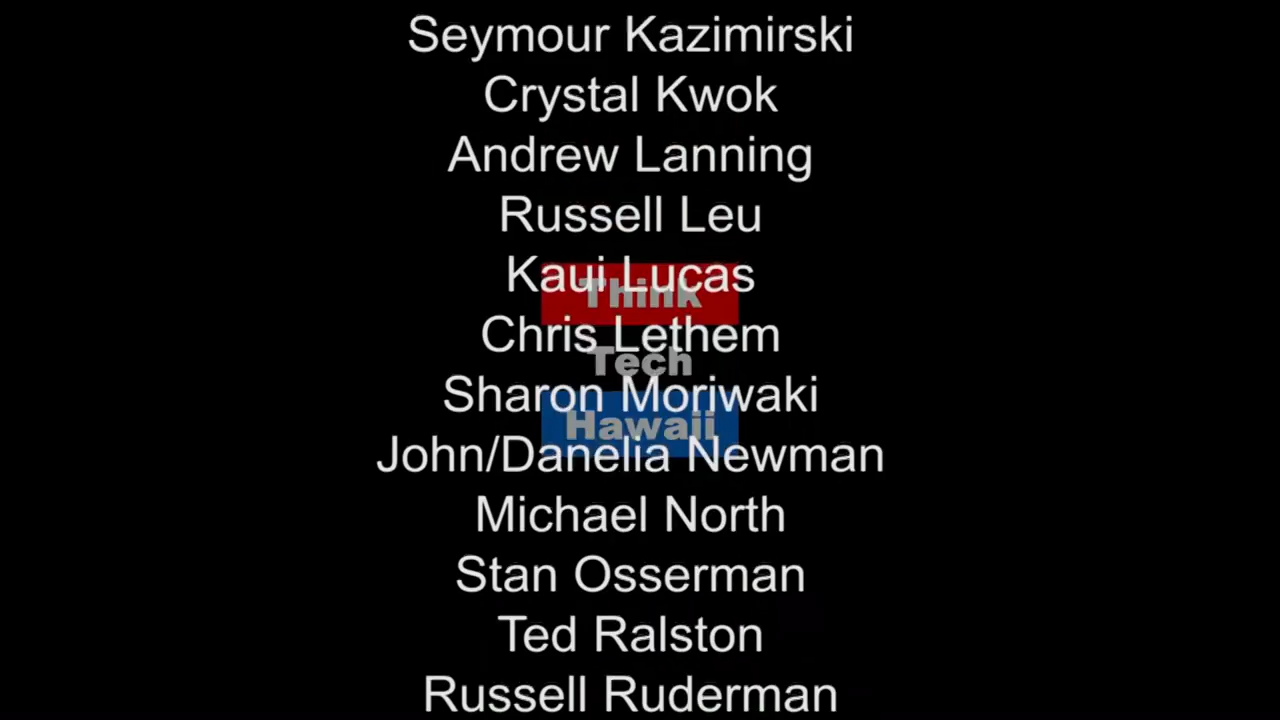 Seymour Kazimirski
Crystal Kwok
Andrew Lanning
Russell Leu
Kaui Lucas
Think
Chris Lethem
Tech
Sharon Moriwaki
Hawaii
John/Danelia Newman
Michael North
Stan Osserman
Ted Ralston
Russell Ruderman